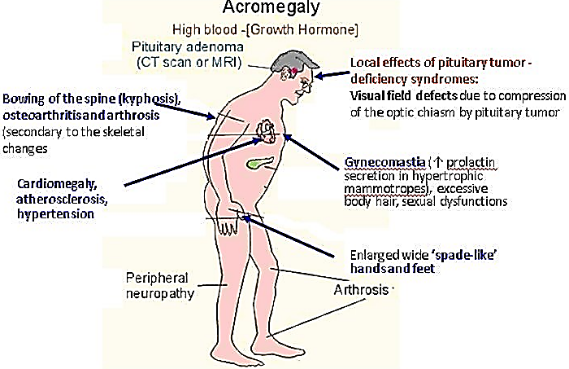 Acromegaly
High blood -[Growth Hormone]
Pituitary adenoma
(CT scan or MRI)
Local effects of pituitary tumor -
deficiency syndromes:
Visual field defects due to compression
of the optic chiasm by pituitary tumor
Bowing of the spine (kyphosis),
osteoarthritis and arthrosis
(secondary to the skeletal
changes
Gynecomastia (↑ prolactin
secretion in hypertrophic
mammotropes), excessive
body hair, sexual dysfunctions
Cardiomegaly,
atherosclerosis,
hypertension
Enlarged wide 'spade-like'
hands and feet
Peripheral
neuropathy
Arthrosis